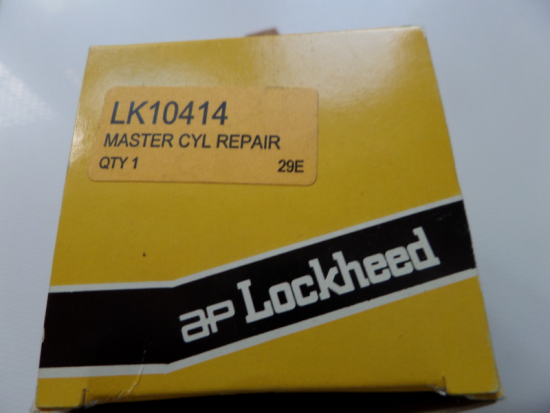 LK10414
MASTER CYL REPAIR
QTY 1 29E
ap Lockheed